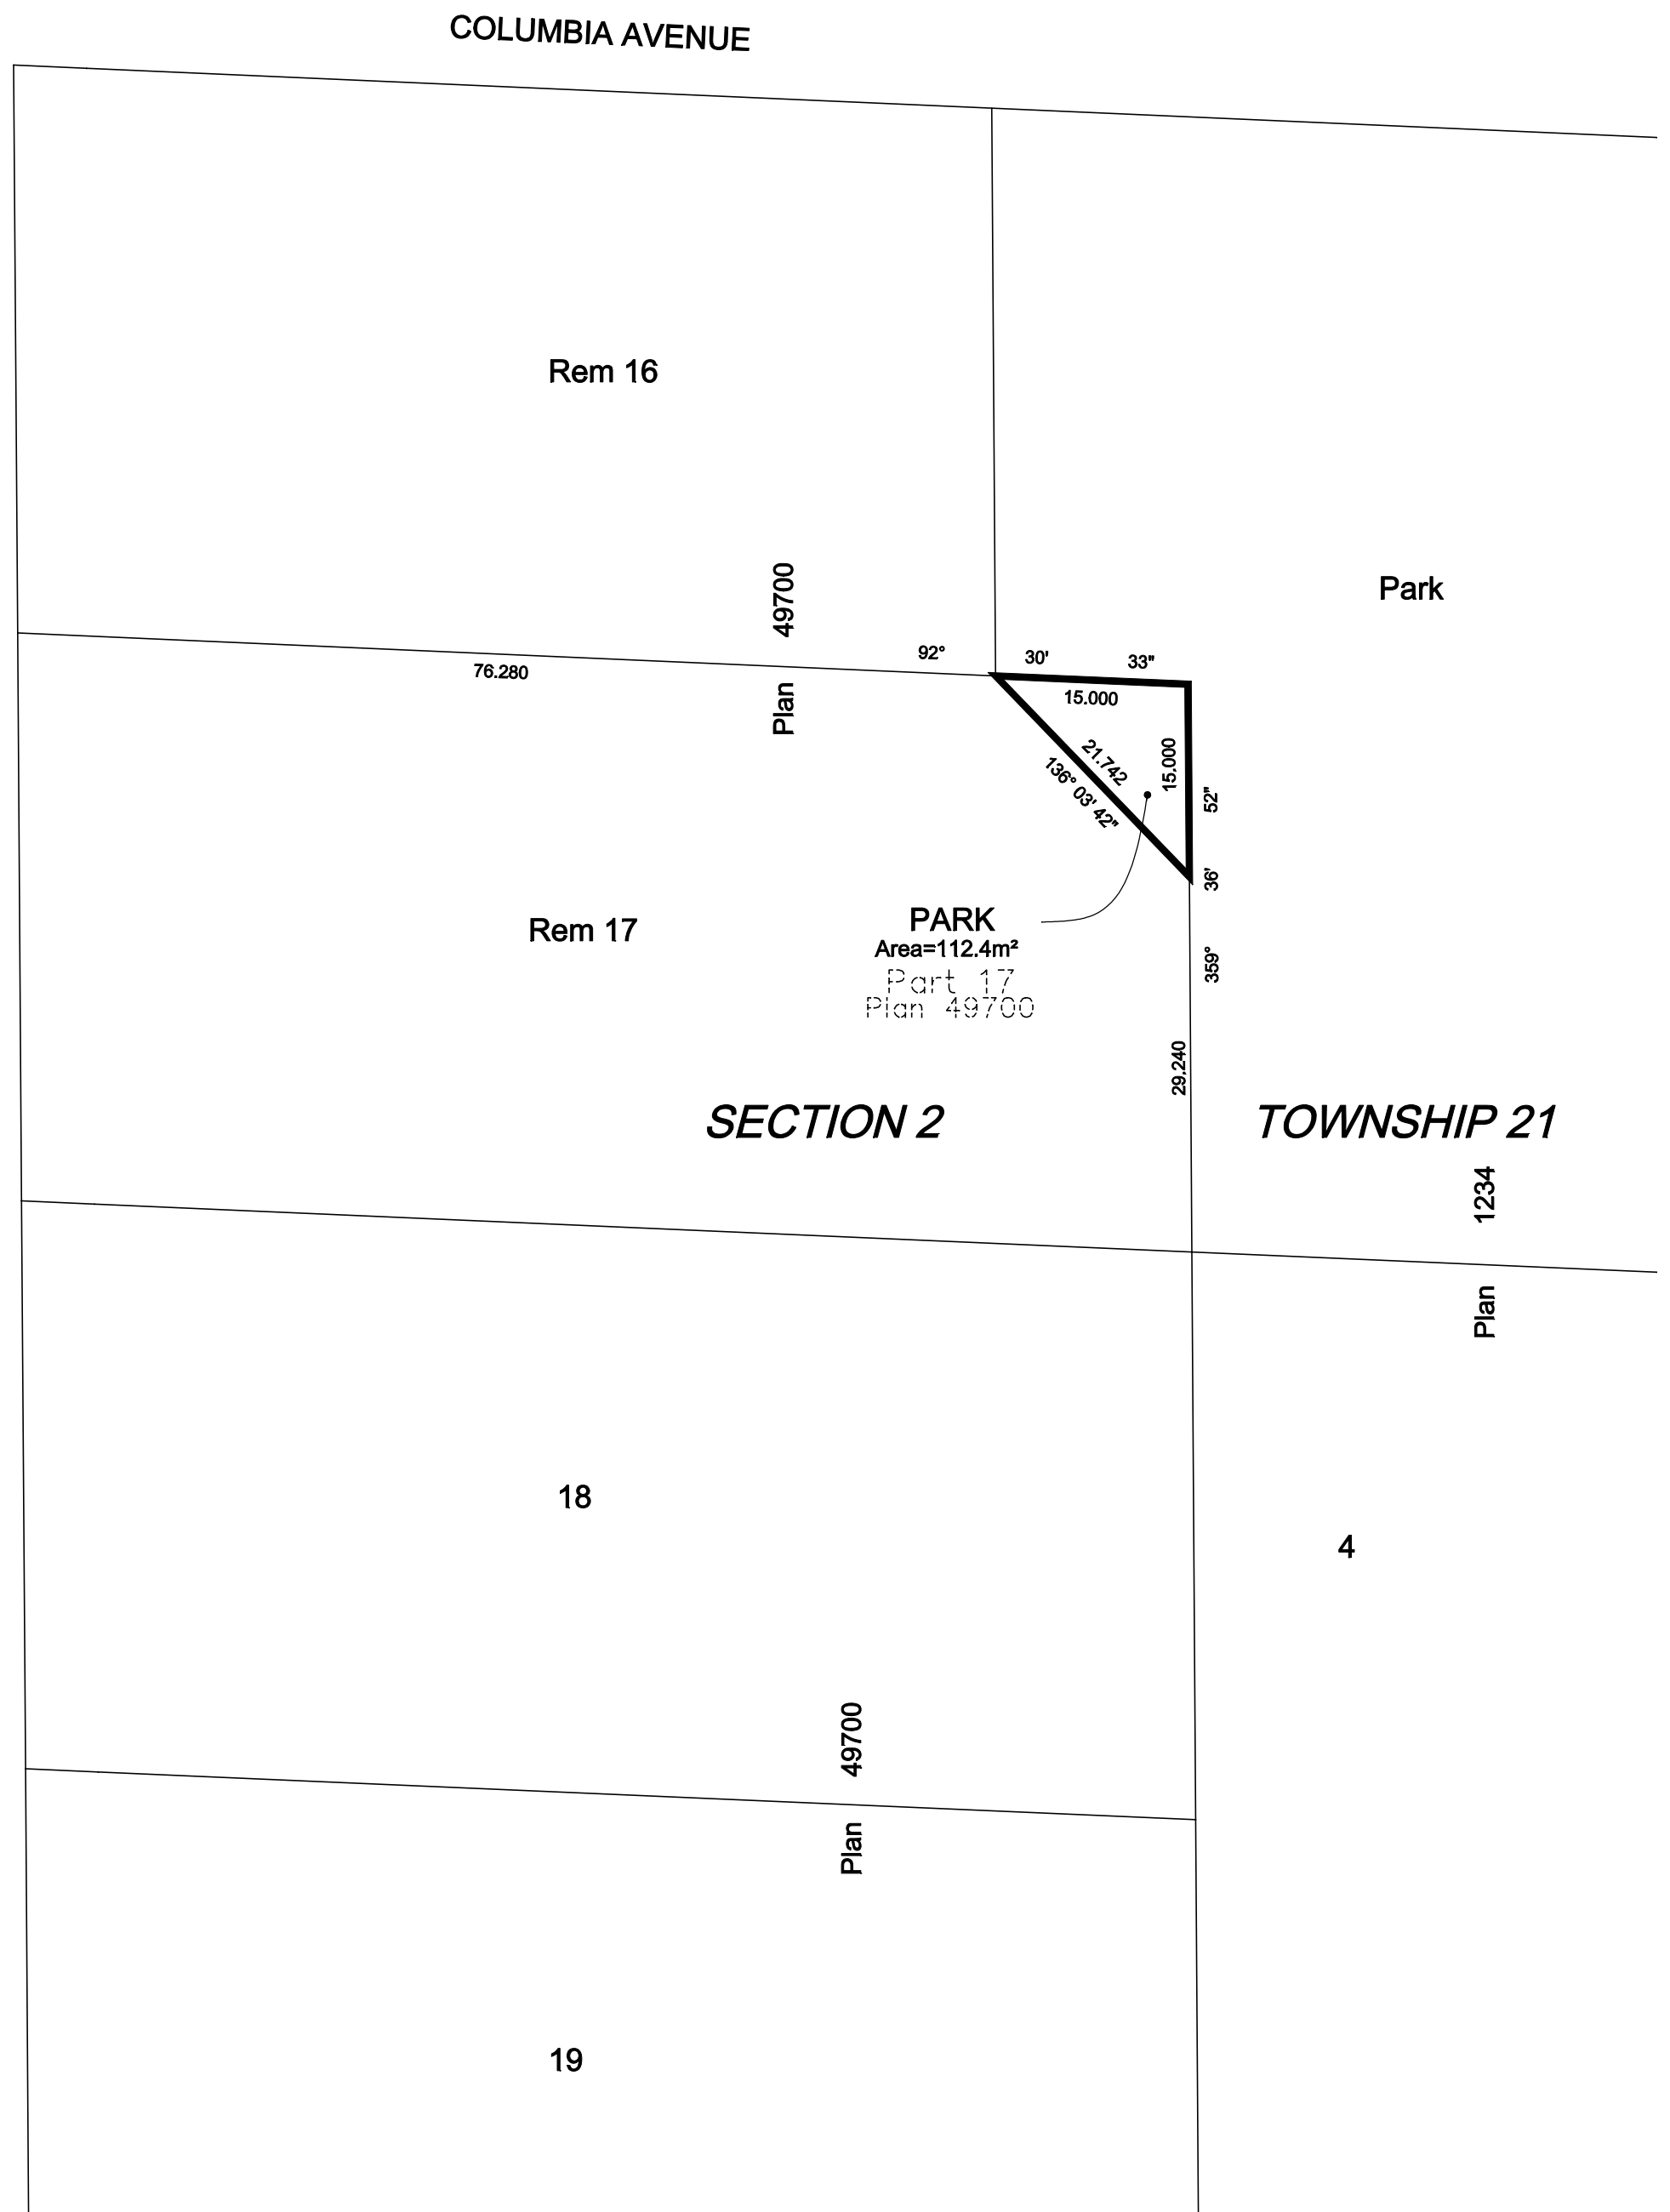 COLUMBIA AVENUE
Rem 16
Park
Plan 49700
92° 30' 33"
76.280
15.000
15.000
21.742
136° 03' 42"
359° 36' 52"
PARK
Area=112.4m²
Part 17
Plan 49700
Rem 17
29.240
SECTION 2
TOWNSHIP 21
Plan 1234
18
4
Plan 49700
19